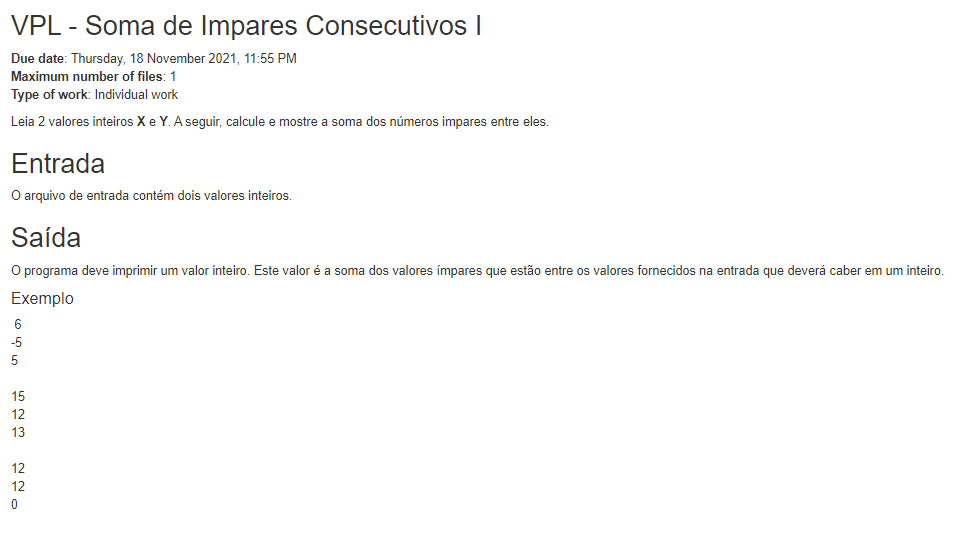 VPL - Soma de Impares Consecutivos I
Due date: Thursday, 18 November 2021, 11:55 PM
Maximum number of files: 1
Type of work: Individual work
Leia 2 valores inteiros X e Y. A seguir, calcule e mostre a soma dos números impares entre eles.
Entrada
O arquivo de entrada contém dois valores inteiros.
Saída
O programa deve imprimir um valor inteiro. Este valor é a soma dos valores ímpares que estão entre os valores fornecidos na entrada que deverá caber em um inteiro.
Exemplo
6
-5
5
15
12
13
12
12
0